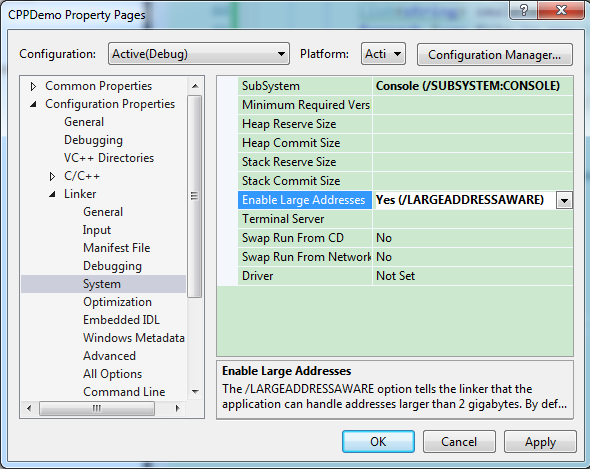 CPPDemo Property Pages
Configuration: Active(Debug) Platform: Acti Configuration Manager...
Common Properties
Configuration Properties
General
Debugging
VC++ Directories
C/C++
Linker
General
Input
Manifest File
Debugging
System
Optimization
Embedded IDL
Windows Metadata
Advanced
All Options
Command Line
SubSystem Console (/SUBSYSTEM:CONSOLE)
Minimum Required Vers
Heap Reserve Size
Heap Commit Size
Stack Reserve Size
Stack Commit Size
Enable Large Addresses Yes (/LARGEADDRESSAWARE)
Terminal Server
Swap Run From CD No
Swap Run From Network No
Driver Not Set
Enable Large Addresses
The /LARGEADDRESSAWARE option tells the linker that the
application can handle addresses larger than 2 gigabytes. By def...
OK Cancel Apply